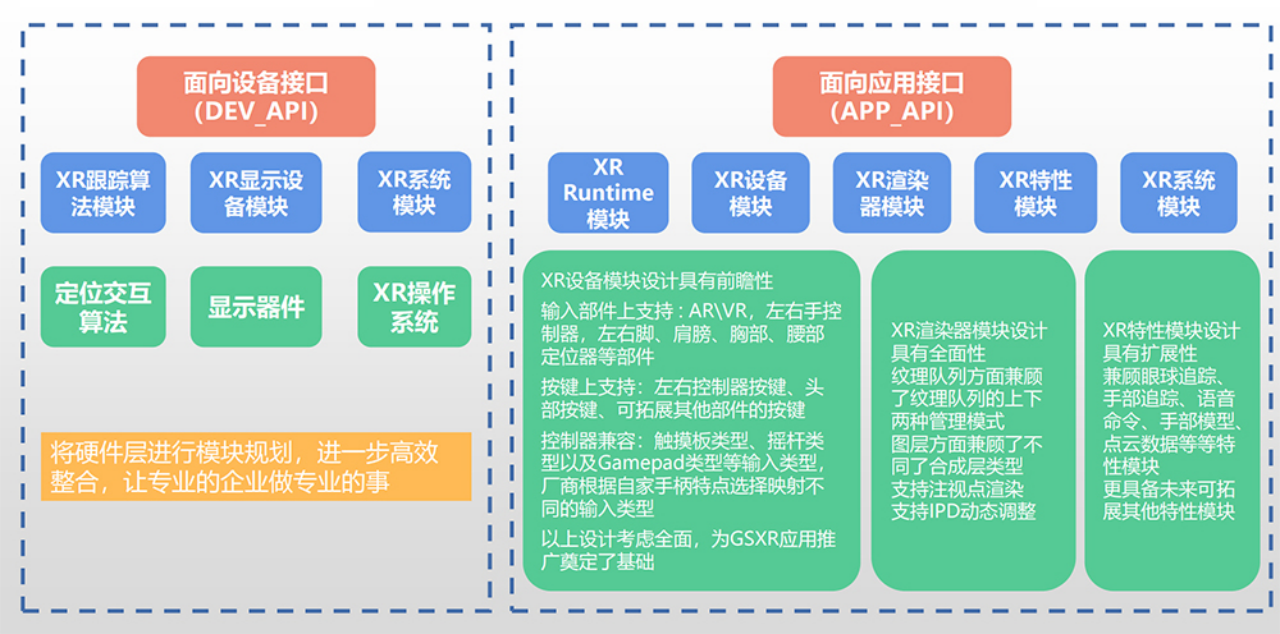 面向设备接口
（DEV_API）
XR跟踪算
法模块
XR显示设
备模块
XR系统
模块
定位交互
算法
显示器件
XR操作
系统
将硬件层进行模块规划，进一步高效
整合，让专业的企业做专业的事
面向应用接口
（APP_API）
XR
Runtime
模块
XR设备
模块
XR渲染
器模块
XR特性
模块
XR系统
模块
XR设备模块设计具有前瞻性
输入部件上支持：AR\VR，左右手控
制器，左右脚、肩膀、胸部、腰部
定位器等部件
按键上支持：左右控制器按键、头
部按键、可拓展其他部件的按键
控制器兼容：触摸板类型、摇杆类
型以及Gamepad类型等输入类型，
厂商根据自家手柄特点选择映射不
同的输入类型
以上设计考虑全面，为GSXR应用推
广奠定了基础
XR渲染器模块设计
具有全面性
纹理队列方面兼顾
了纹理队列的上下
两种管理模式
图层方面兼顾了不
同了合成层类型
支持注视点渲染
支持IPD动态调整
XR特性模块设计
具有扩展性
兼顾眼球追踪、
手部追踪、语音
命令、手部模型、
点云数据等等特
性模块
更具备未来可拓
展其他特性模块